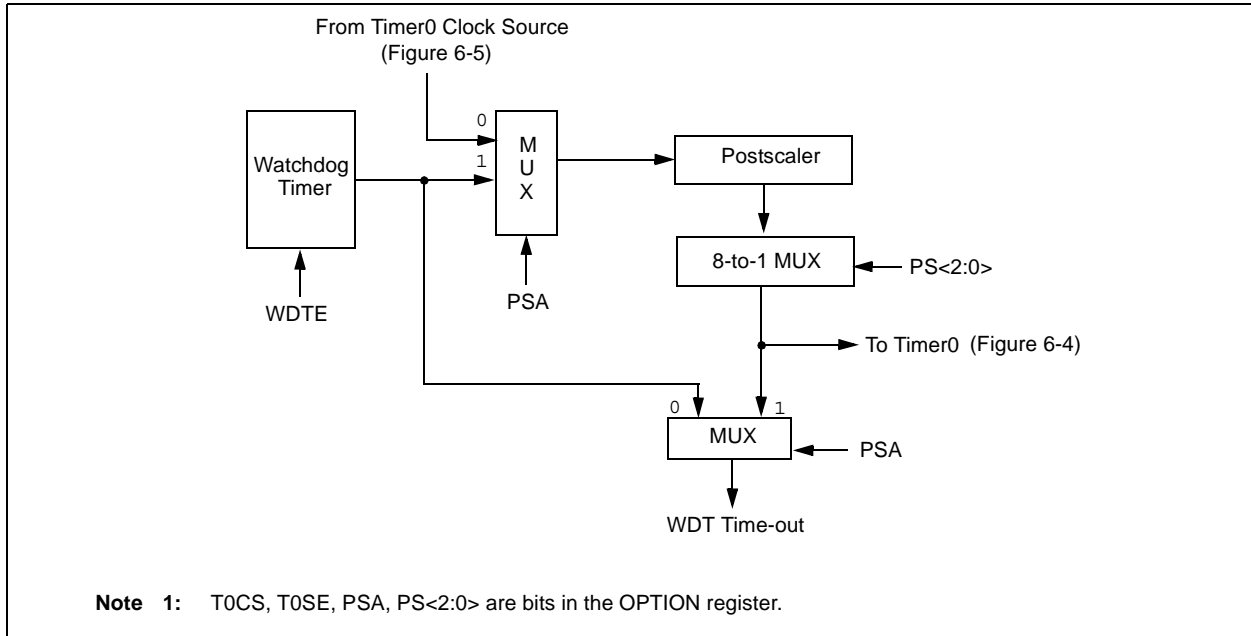 From Timer0 Clock Source
(Figure 6-5)
0
1
M
U
X
Watchdog
Timer
Postscaler
8-to-1 MUX
PS<2:0>
WDTE
PSA
To Timer0 (Figure 6-4)
0
1
MUX
PSA
WDT Time-out
Note 1: T0CS, T0SE, PSA, PS<2:0> are bits in the OPTION register.